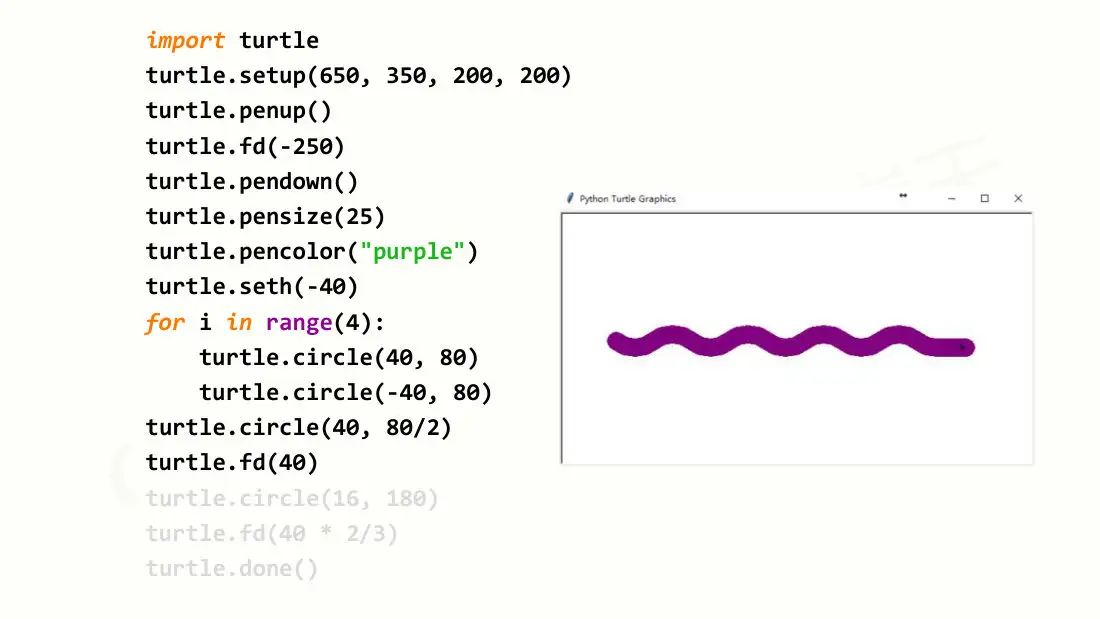 import turtle
turtle.setup(650, 350, 200, 200)
turtle.penup()
turtle.fd(-250)
turtle.pendown()
turtle.pensize(25)
turtle.pencolor("purple")
turtle.seth(-40)
for i in range(4):
    turtle.circle(40, 80)
    turtle.circle(-40, 80)
turtle.circle(40, 80/2)
turtle.fd(40)
turtle.circle(16, 180)
turtle.fd(40 * 2/3)
turtle.done()
Python Turtle Graphics